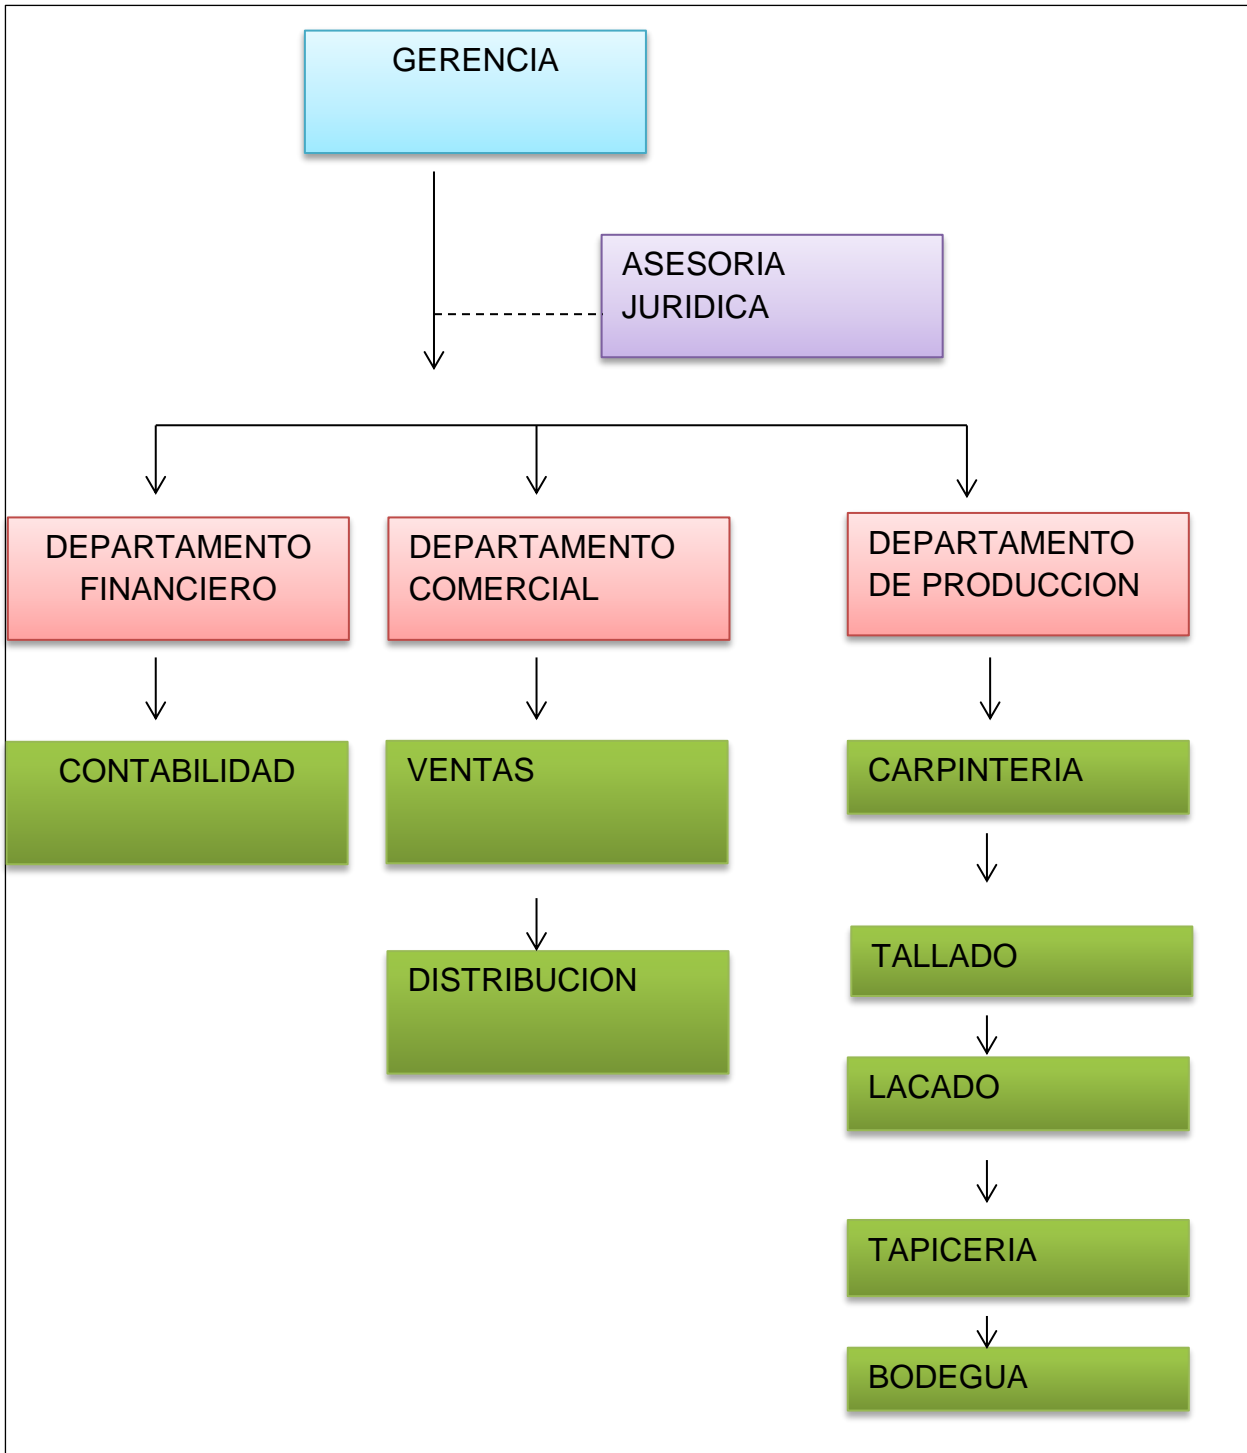 GERENCIA
ASESORIA
JURIDICA
DEPARTAMENTO
FINANCIERO
DEPARTAMENTO
COMERCIAL
DEPARTAMENTO
DE PRODUCCION
CONTABILIDAD
VENTAS
CARPINTERIA
DISTRIBUCION
TALLADO
LACADO
TAPICERIA
BODEGUA